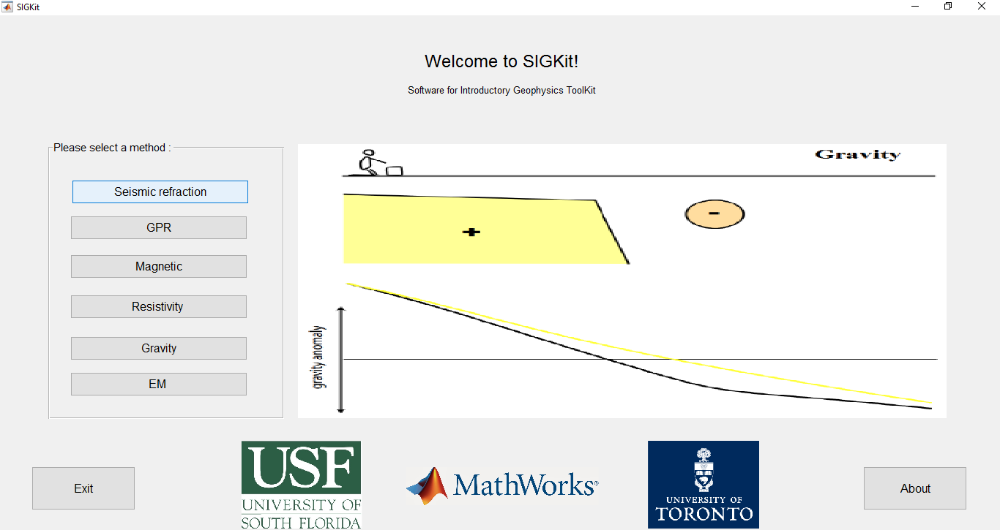 SIGKit
Welcome to SIGKit!
Software for Introductory Geophysics ToolKit
Please select a method :
Seismic refraction
GPR
Magnetic
Resistivity
Gravity
EM
Gravity
+
-
gravity anomaly
Exit
USF
UNIVERSITY OF
SOUTH FLORIDA
MathWorks®
UNIVERSITY OF
TORONTO
About